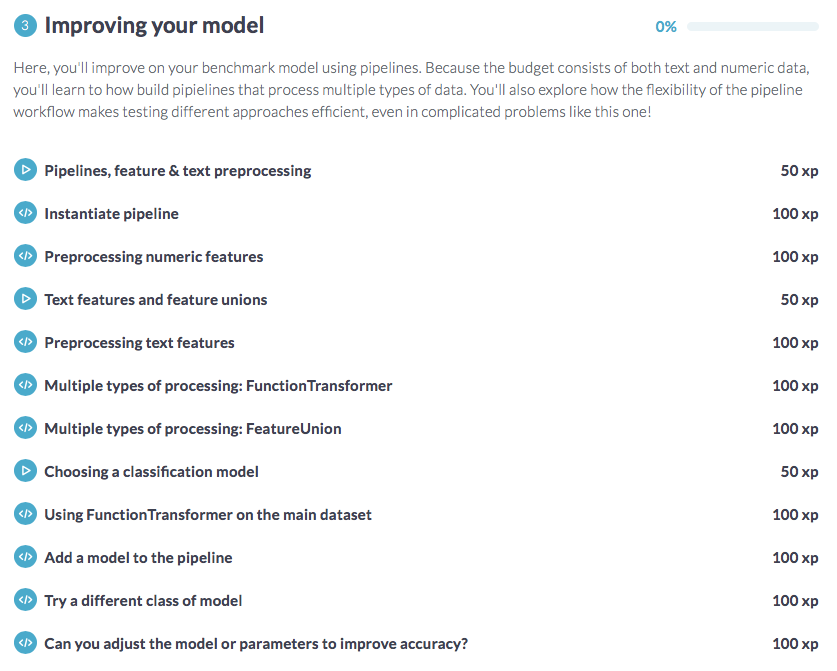 3 Improving your model 0%
Here, you'll improve on your benchmark model using pipelines. Because the budget consists of both text and numeric data,
you'll learn to how build pipielines that process multiple types of data. You'll also explore how the flexibility of the pipeline
workflow makes testing different approaches efficient, even in complicated problems like this one!
Pipelines, feature & text preprocessing 50 xp
</> Instantiate pipeline 100 xp
</> Preprocessing numeric features 100 xp
Text features and feature unions 50 xp
</> Preprocessing text features 100 xp
</> Multiple types of processing: FunctionTransformer 100 xp
</> Multiple types of processing: FeatureUnion 100 xp
Choosing a classification model 50 xp
</> Using FunctionTransformer on the main dataset 100 xp
</> Add a model to the pipeline 100 xp
</> Try a different class of model 100 xp
</> Can you adjust the model or parameters to improve accuracy? 100 xp